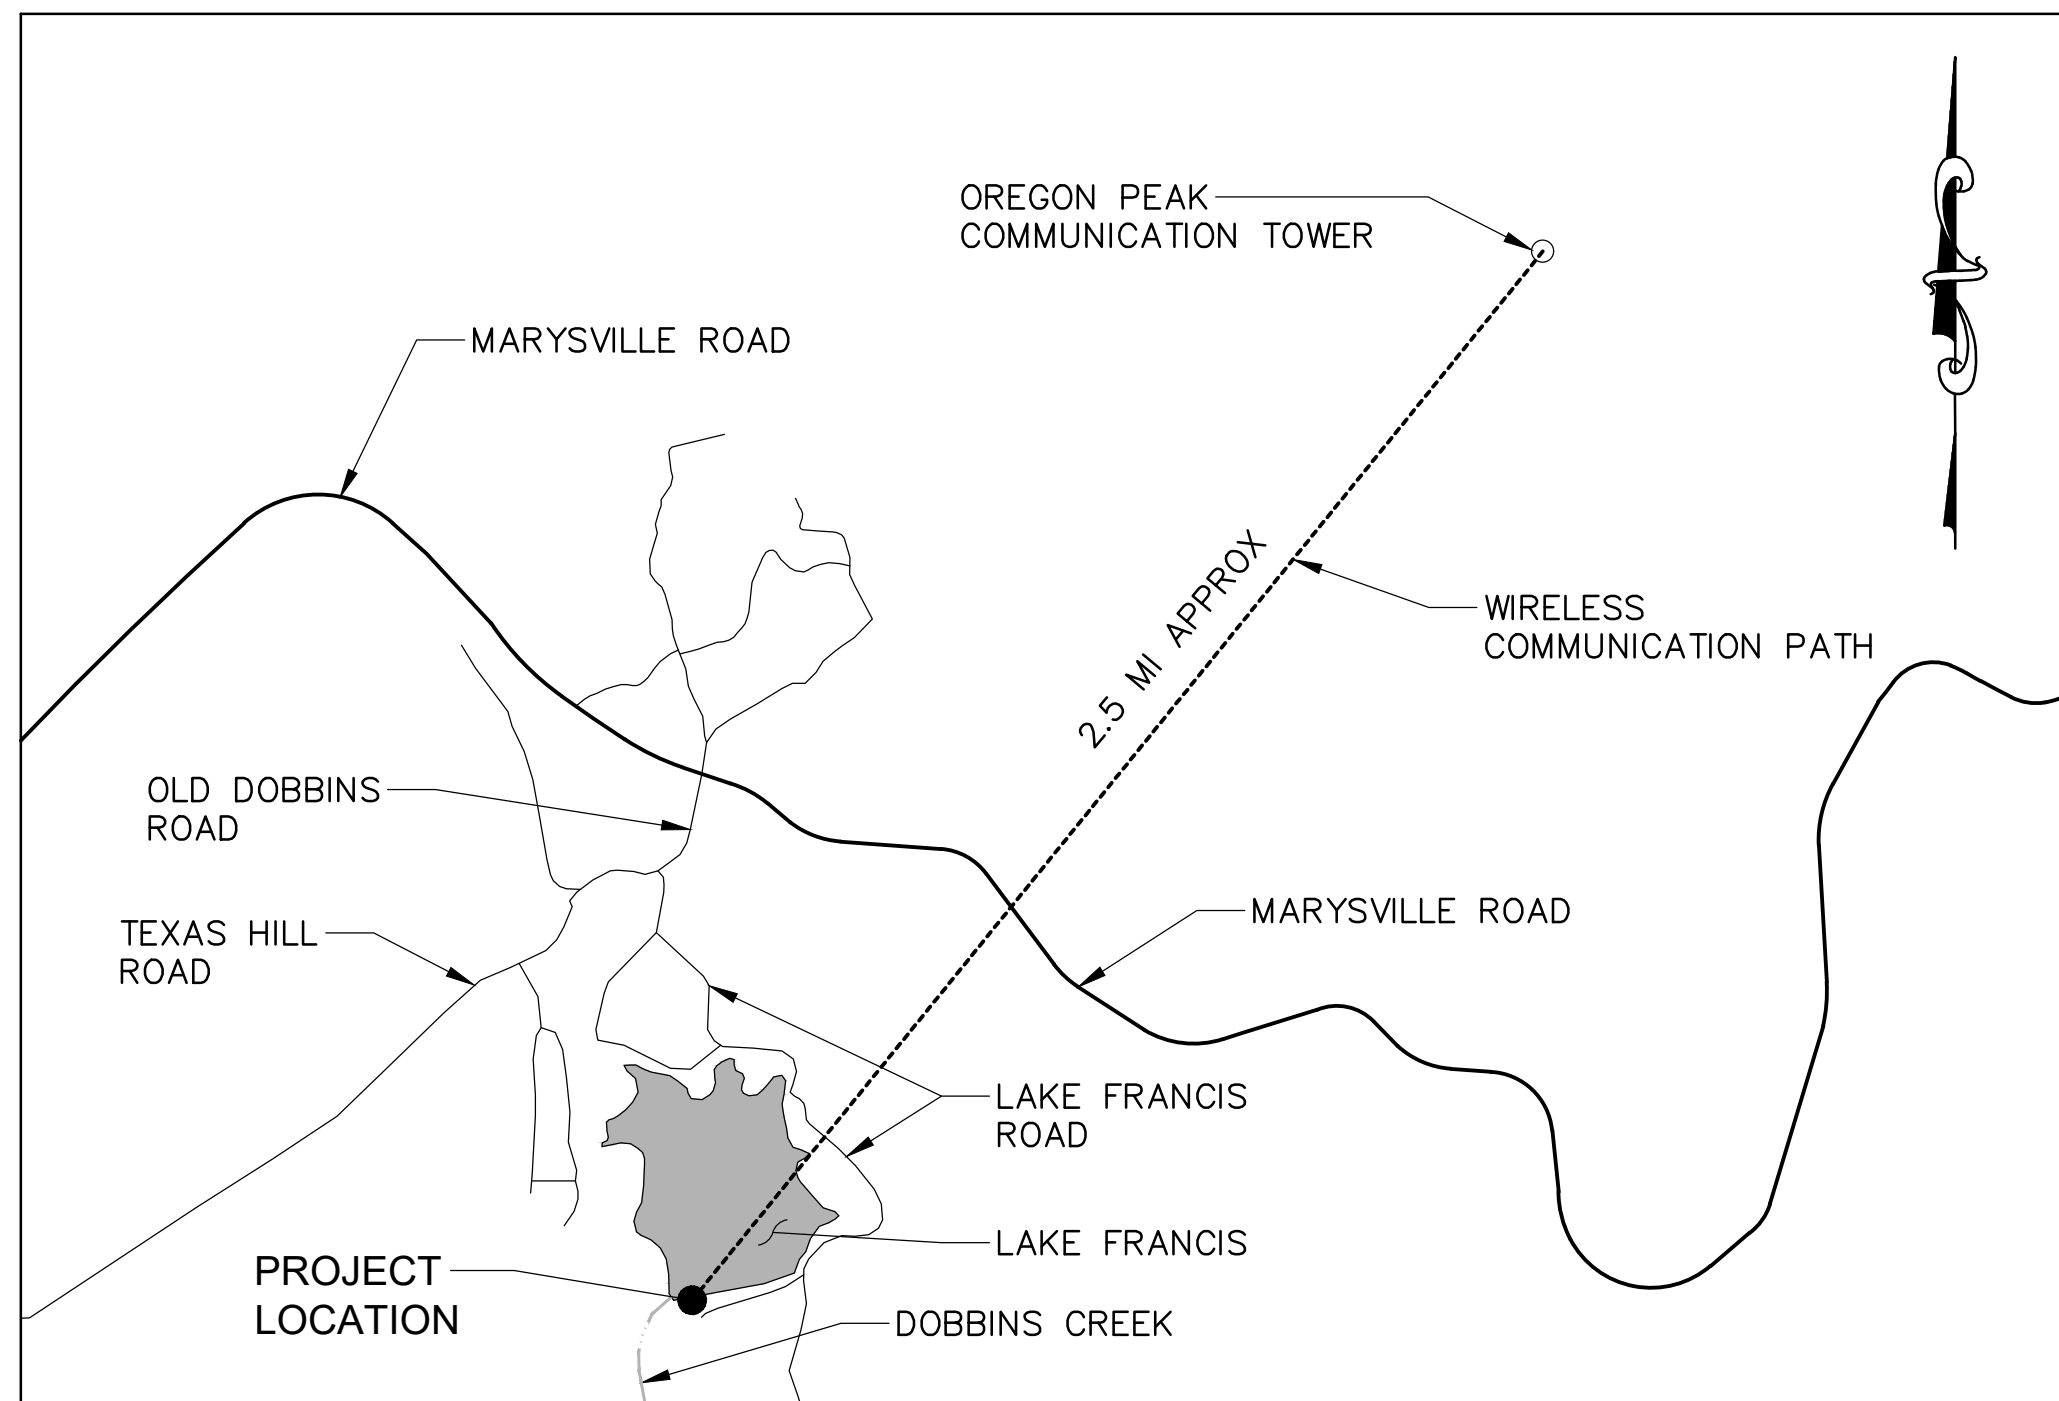 OREGON PEAK
COMMUNICATION TOWER
MARYSVILLE ROAD
2.5 MI APPROX
WIRELESS
COMMUNICATION PATH
OLD DOBBINS
ROAD
TEXAS HILL
ROAD
MARYSVILLE ROAD
LAKE FRANCIS
ROAD
LAKE FRANCIS
PROJECT
LOCATION
DOBBINS CREEK